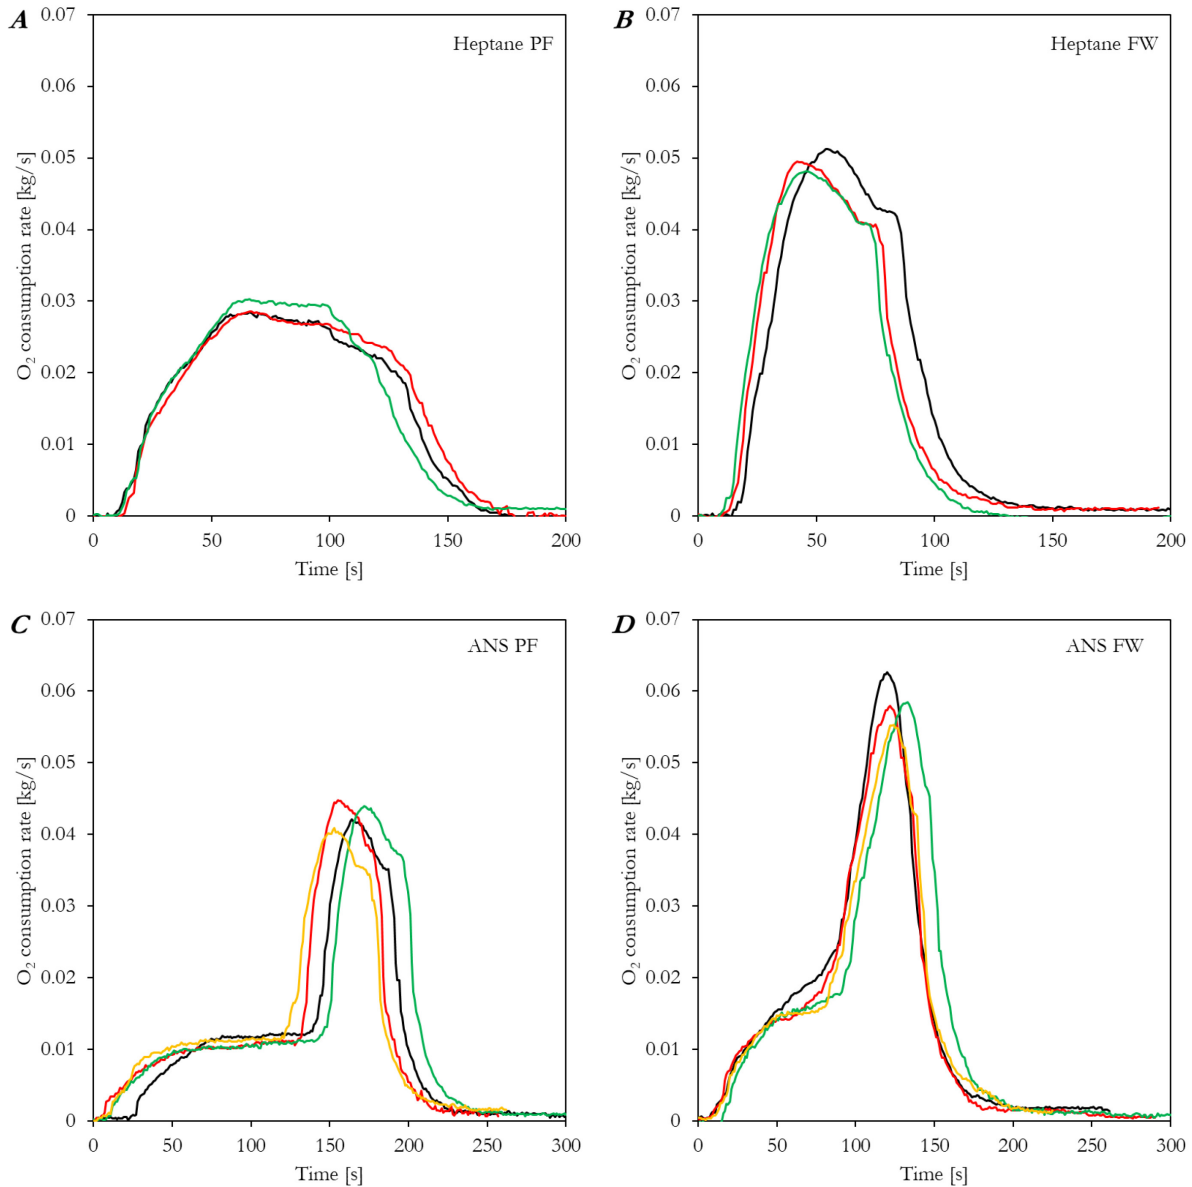 A
Heptane PF
O2 consumption rate [kg/s]
0.07
0.06
0.05
0.04
0.03
0.02
0.01
0
0 50 100 150 200
Time [s]
B
Heptane FW
O2 consumption rate [kg/s]
0.07
0.06
0.05
0.04
0.03
0.02
0.01
0
0 50 100 150 200
Time [s]
C
ANS PF
O2 consumption rate [kg/s]
0.07
0.06
0.05
0.04
0.03
0.02
0.01
0
0 50 100 150 200 250 300
Time [s]
D
ANS FW
O2 consumption rate [kg/s]
0.07
0.06
0.05
0.04
0.03
0.02
0.01
0
0 50 100 150 200 250 300
Time [s]